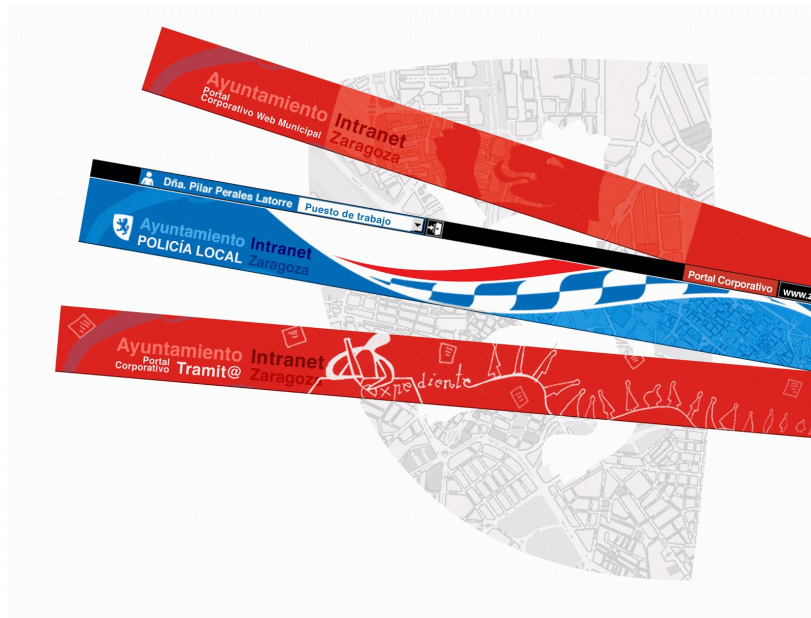 Ayuntamiento Intranet
Portal
Corporativo Web Municipal Zaragoza
Dña. Pilar Perales Latorre Puesto de trabajo
Portal Corporativo www.z
Ayuntamiento Intranet
POLICÍA LOCAL Zaragoza
Ayuntamiento Intranet
Portal
Corporativo Tramit@ Zaragoza
expediente